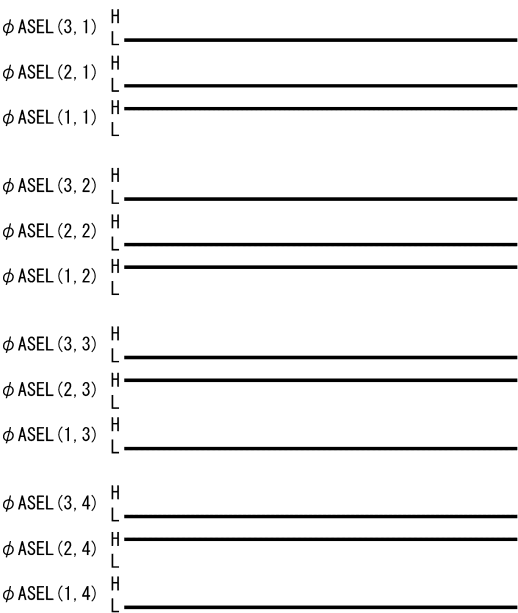 φASEL(3,1) H
L
φASEL(2,1) H
L
φASEL(1,1) H
L
φASEL(3,2) H
L
φASEL(2,2) H
L
φASEL(1,2) H
L
φASEL(3,3) H
L
φASEL(2,3) H
L
φASEL(1,3) H
L
φASEL(3,4) H
L
φASEL(2,4) H
L
φASEL(1,4) H
L